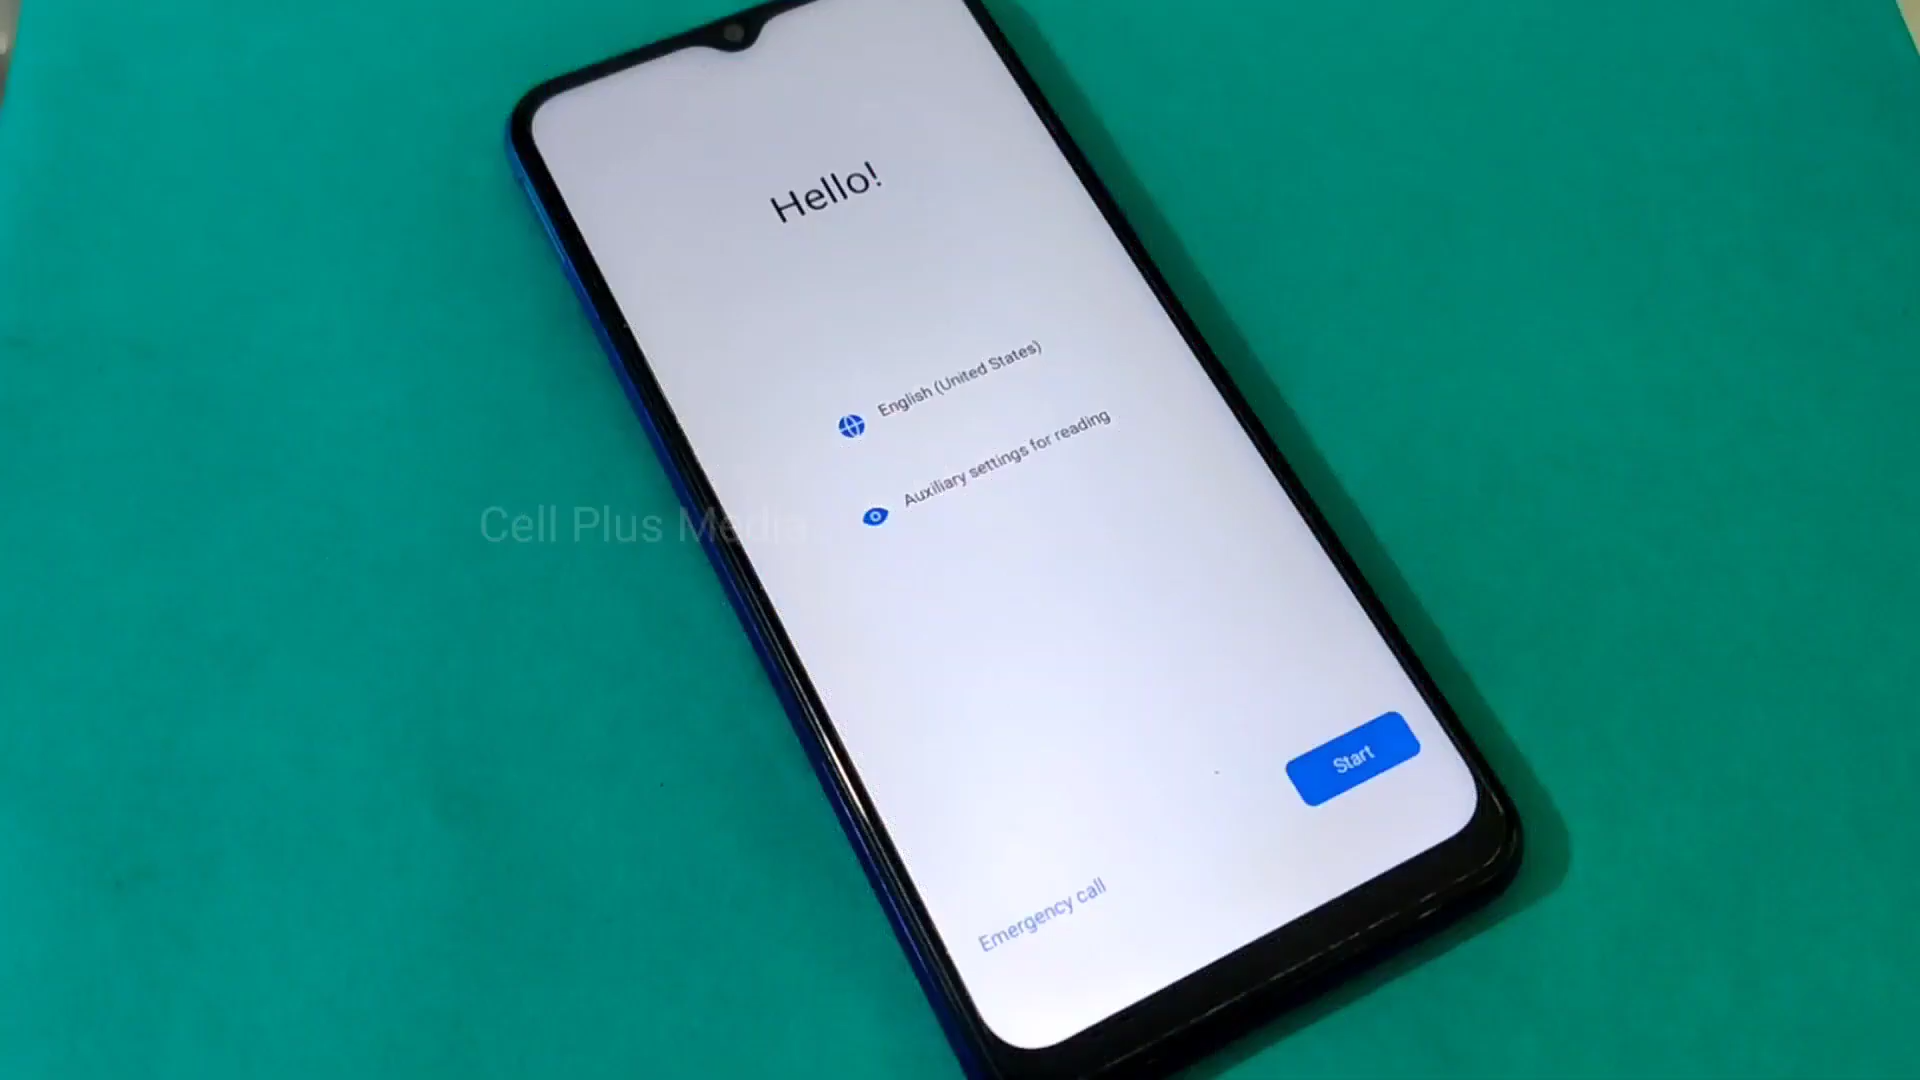 Hello!
English (United States)
Auxiliary settings for reading
Cell Plus Media
Start
Emergency call